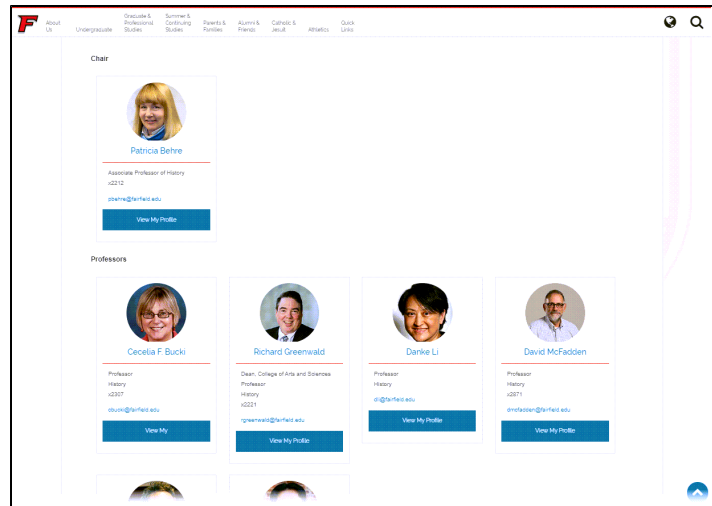 F
About Us
Undergraduate
Graduate & Professional Studies
Summer & Continuing Studies
Parents & Families
Alumni & Friends
Catholic & Jesuit
Athletics
Quick Links
Chair
Patricia Behre
Associate Professor of History
x2212
pbehre@fairfield.edu
View My Profile
Professors
Cecelia F. Bucki
Professor
History
x2307
cbucki@fairfield.edu
View My
Richard Greenwald
Dean, College of Arts and Sciences
Professor
History
x2221
rgreenwald@fairfield.edu
View My Profile
Danke Li
Professor
History
dli@fairfield.edu
View My Profile
David McFadden
Professor
History
x2871
dmcfadden@fairfield.edu
View My Profile